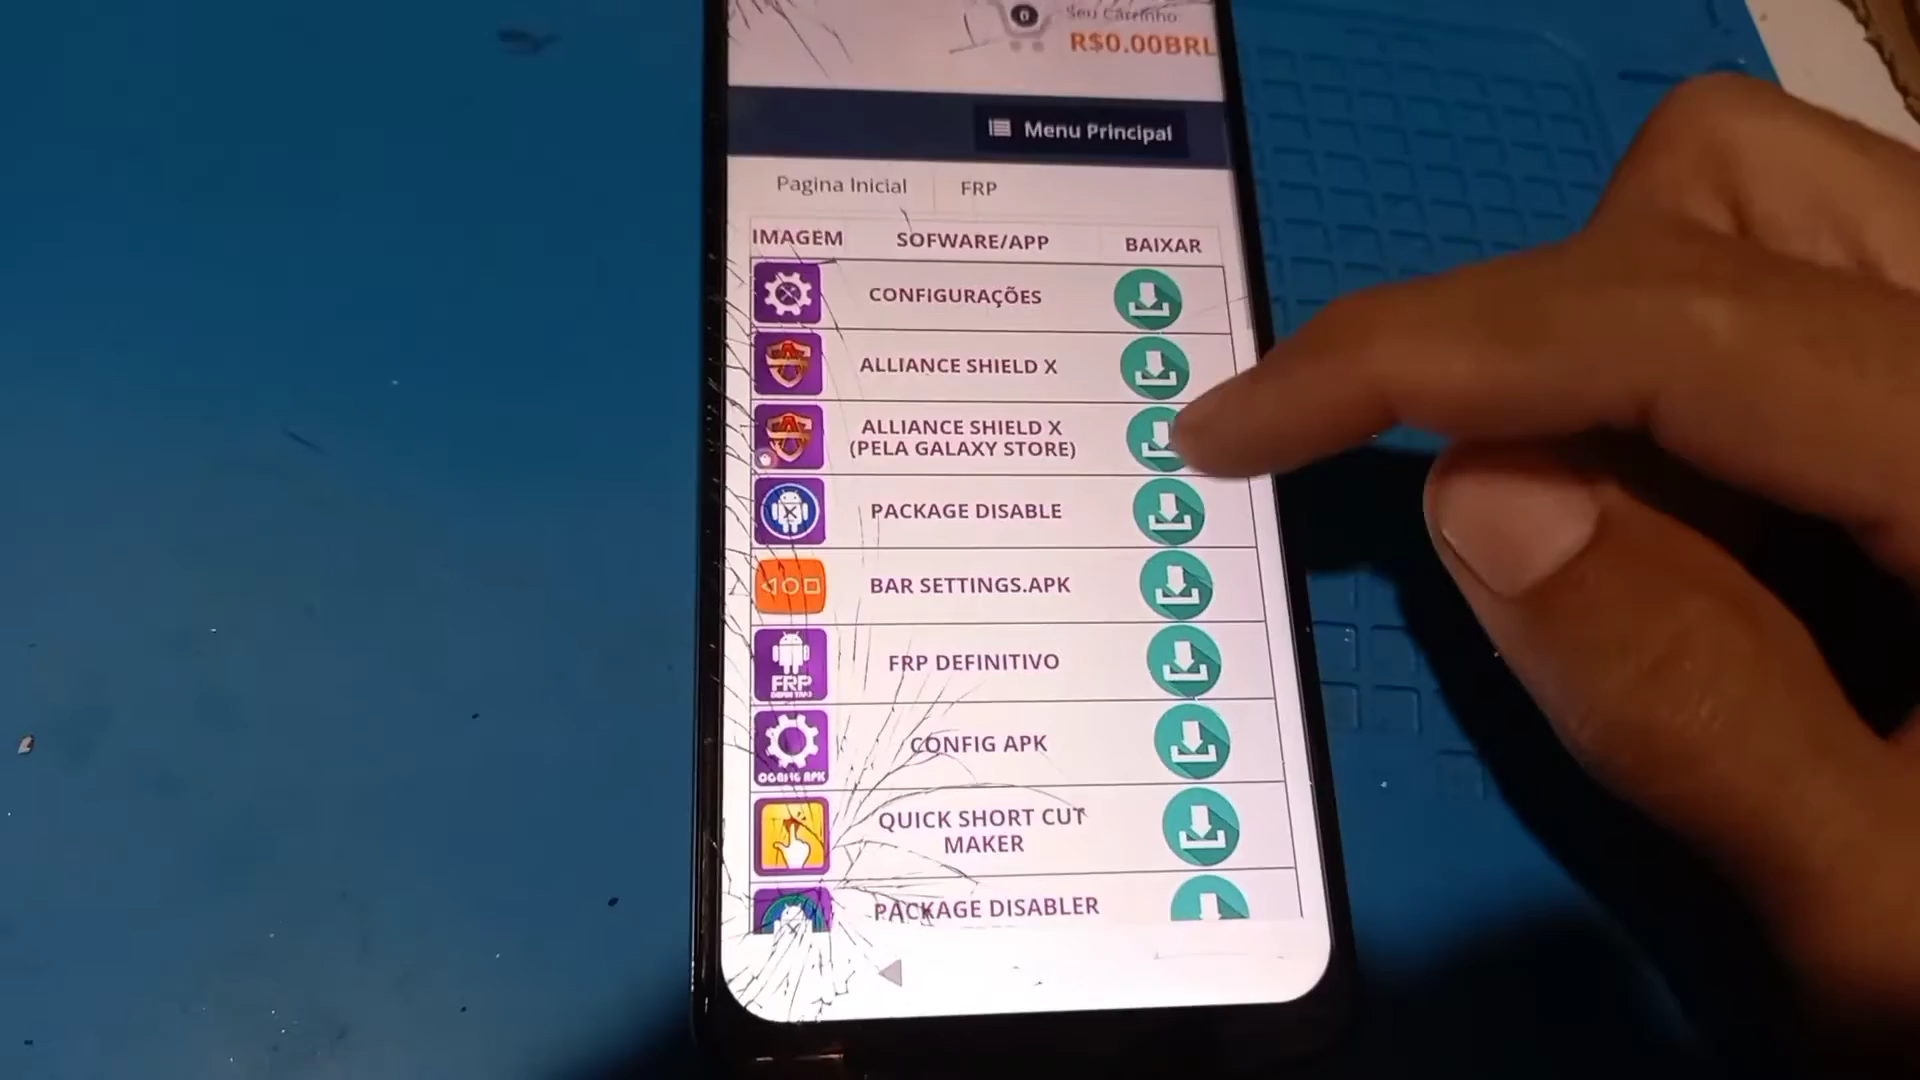 0
Seu Carrinho
R$0.00BRL
Menu Principal
Pagina Inicial
FRP
IMAGEM
SOFWARE/APP
BAIXAR
CONFIGURAÇÕES
ALLIANCE SHIELD X
ALLIANCE SHIELD X
(PELA GALAXY STORE)
PACKAGE DISABLE
BAR SETTINGS.APK
FRP
FRP DEFINITIVO
CONFIG APK
QUICK SHORT CUT
MAKER
PACKAGE DISABLER